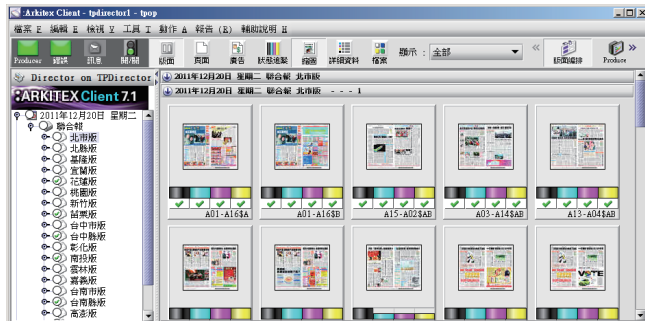 :Arkitex Client - tpdirector1 - tpop
檔案 F 編輯 E 檢視 V 工具 T 動作 A 報告 (R) 輔助說明 H
Producer 錯誤 訊息 開/關 版面 頁面 廣告 狀態追蹤 縮圖 詳細資料 檔案 顯示 : 全部 « 版面編排 Produce »
Director on TPDirector
:ARKITEX Client 7.1
2011年12月20日 星期二
聯合報
北市版
北縣版
基隆版
宜蘭版
花蓮版
桃園版
新竹版
苗栗版
台中市版
台中縣版
彰化版
南投版
雲林版
嘉義版
台南市版
台南縣版
高澎版
2011年12月20日 星期二 聯合報 北市版
2011年12月20日 星期二 聯合報 北市版 - - - 1
A01-A16$A
A01-A16$B
A15-A02$AB
A03-A14$AB
A13-A04$AB